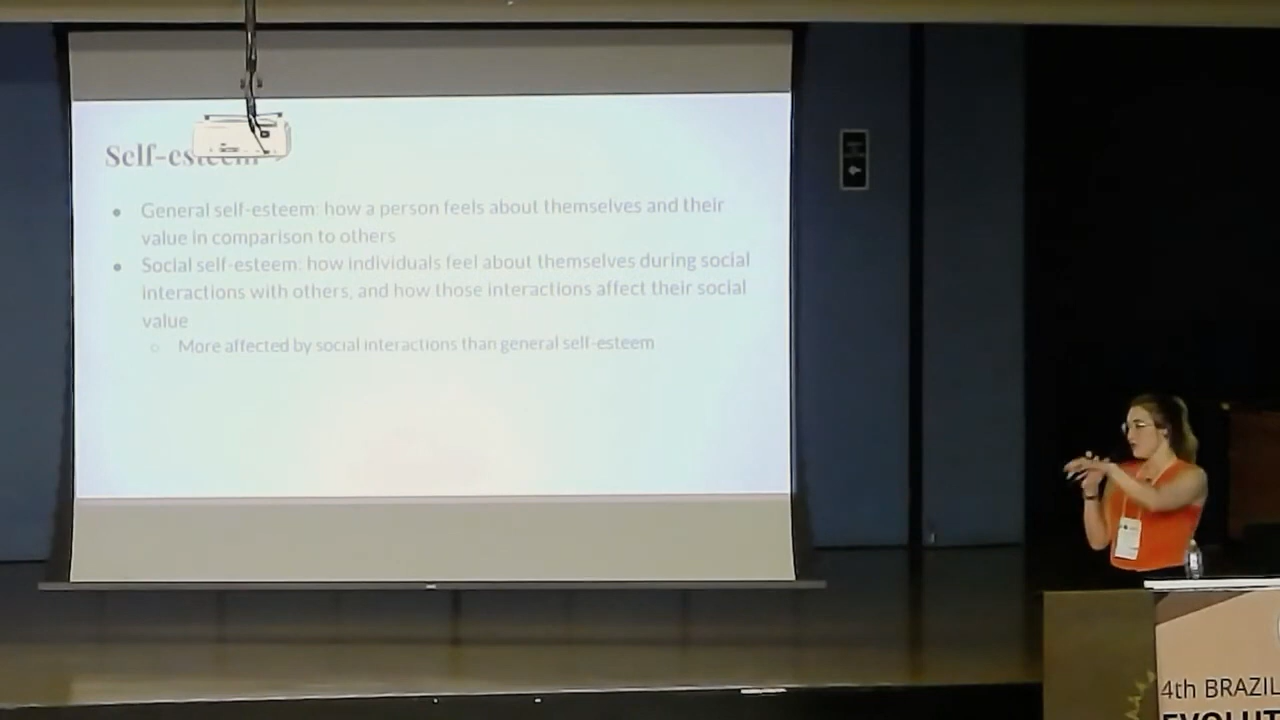 Self-esteem
● General self-esteem: how a person feels about themselves and their
value in comparison to others
● Social self-esteem: how individuals feel about themselves during social
interactions with others, and how those interactions affect their social
value
○ More affected by social interactions than general self-esteem
4th BRAZIL
EVOLUT